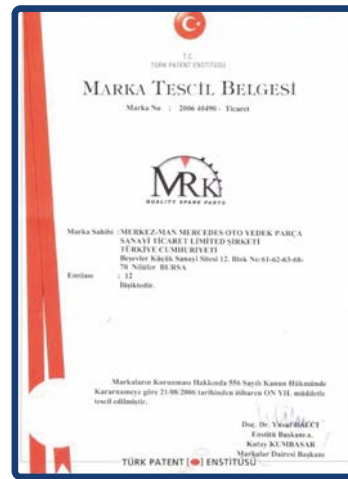 T.C.
TÜRK PATENT ENSTİTÜSÜ
MARKA TESCİL BELGESİ
Marka No : 2006 40490 - Ticaret
MRK
QUALITY SPARE PARTS
Marka Sahibi : MERKEZ-MAN MERCEDES OTO YEDEK PARÇA
SANAYİ TİCARET LİMİTED ŞİRKETİ
TÜRKİYE CUMHURİYETİ
Beşevler Küçük Sanayi Sitesi 12. Blok No:61-62-63-68-
70 Nilüfer BURSA
Emtiası : 12
İlişiktedir.
Markaların Korunması Hakkında 556 Sayılı Kanun Hükmünde
Kararnameye göre 21/08/2006 tarihinden itibaren ON YIL müddetle
tescil edilmiştir.
Doç. Dr. Yusuf BALCI
Enstitü Başkanı a.
Kutay KUMBASAR
Markalar Dairesi Başkanı
TÜRK PATENT ENSTİTÜSÜ